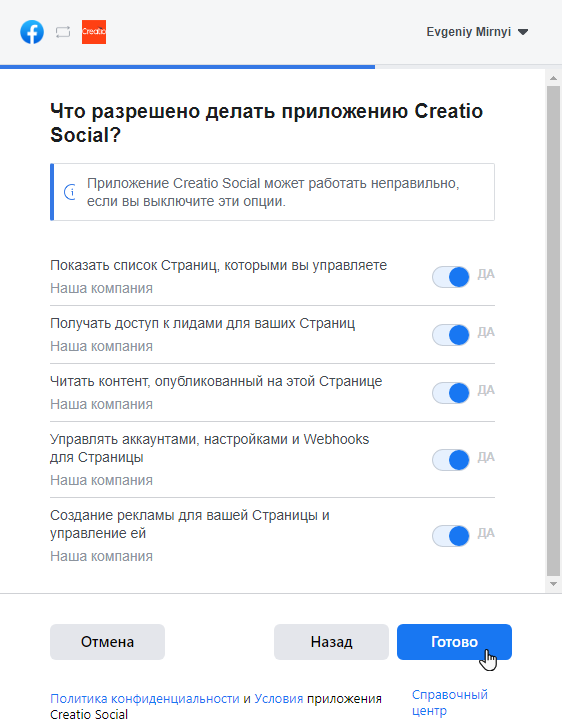 Creatio
Evgeniy Mirnyi
Что разрешено делать приложению Creatio
Social?
Приложение Creatio Social может работать неправильно,
если вы выключите эти опции.
Показать список Страниц, которыми вы управляете
ДА
Наша компания
Получать доступ к лидами для ваших Страниц
ДА
Наша компания
Читать контент, опубликованный на этой Странице
ДА
Наша компания
Управлять аккаунтами, настройками и Webhooks
для Страницы
ДА
Наша компания
Создание рекламы для вашей Страницы и
управление ей
ДА
Наша компания
Отмена
Назад
Готово
Политика конфиденциальности и Условия приложения
Creatio Social
Справочный
центр